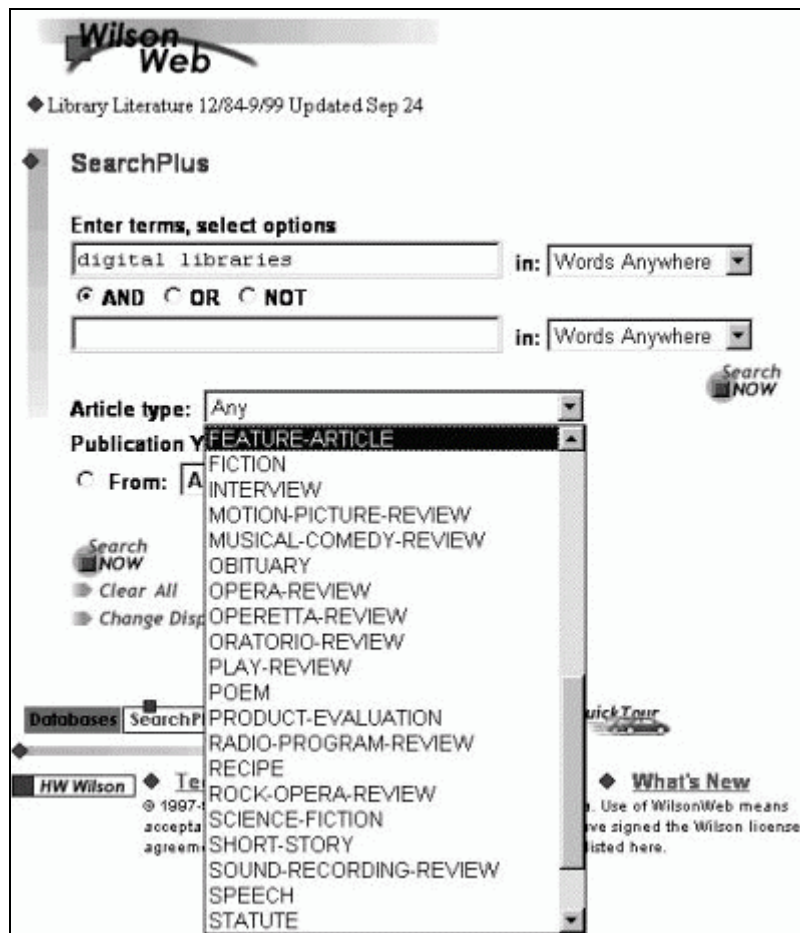 Wilson
Web
Library Literature 12/84-9/99 Updated Sep 24
SearchPlus
Enter terms, select options
digital libraries in: Words Anywhere
AND OR NOT
in: Words Anywhere
Search
NOW
Article type: Any
Publication Y
FEATURE-ARTICLE
From: A
FICTION
INTERVIEW
MOTION-PICTURE-REVIEW
MUSICAL-COMEDY-REVIEW
Search
NOW
OBITUARY
Clear All
OPERA-REVIEW
Change Disp
OPERETTA-REVIEW
ORATORIO-REVIEW
PLAY-REVIEW
POEM
Databases SearchPl
PRODUCT-EVALUATION
uickTour
RADIO-PROGRAM-REVIEW
RECIPE
HW Wilson Te
What's New
ROCK-OPERA-REVIEW
© 1997-
a. Use of WilsonWeb means
SCIENCE-FICTION
accepta
ve signed the Wilson license
SHORT-STORY
agreem
listed here.
SOUND-RECORDING-REVIEW
SPEECH
STATUTE